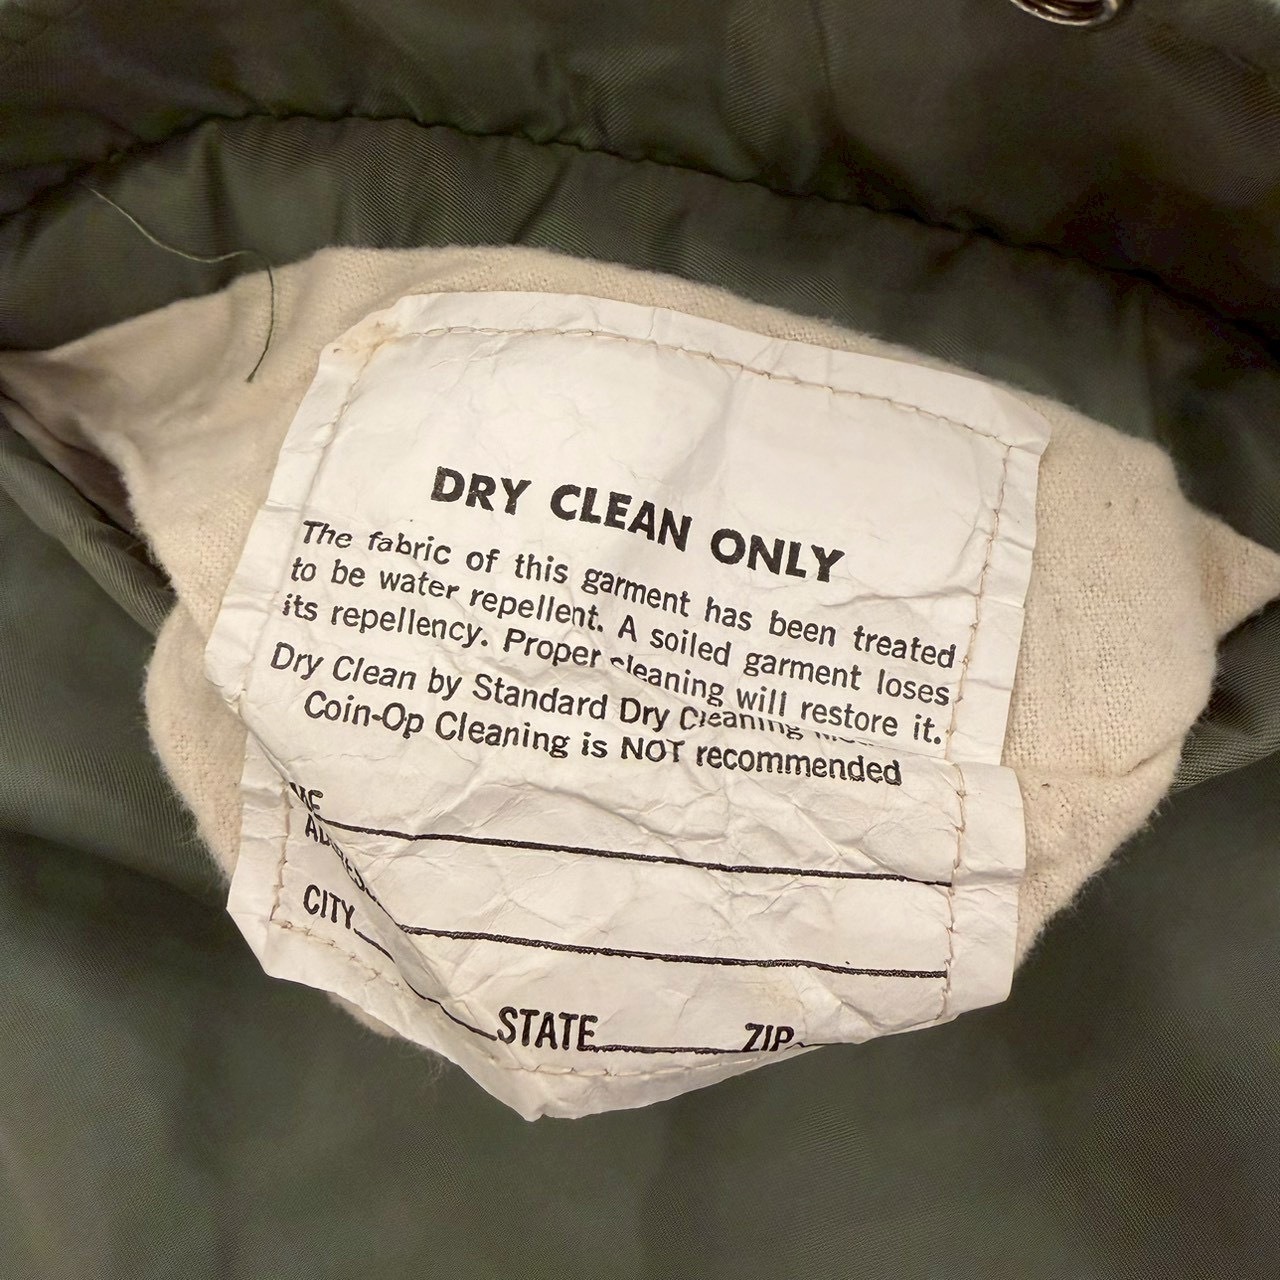 DRY CLEAN ONLY
The fabric of this garment has been treated
to be water repellent. A soiled garment loses
its repellency. Proper cleaning will restore it.
Dry Clean by Standard Dry Cleaning
Coin-Op Cleaning is NOT recommended
CITY
STATE ZIP